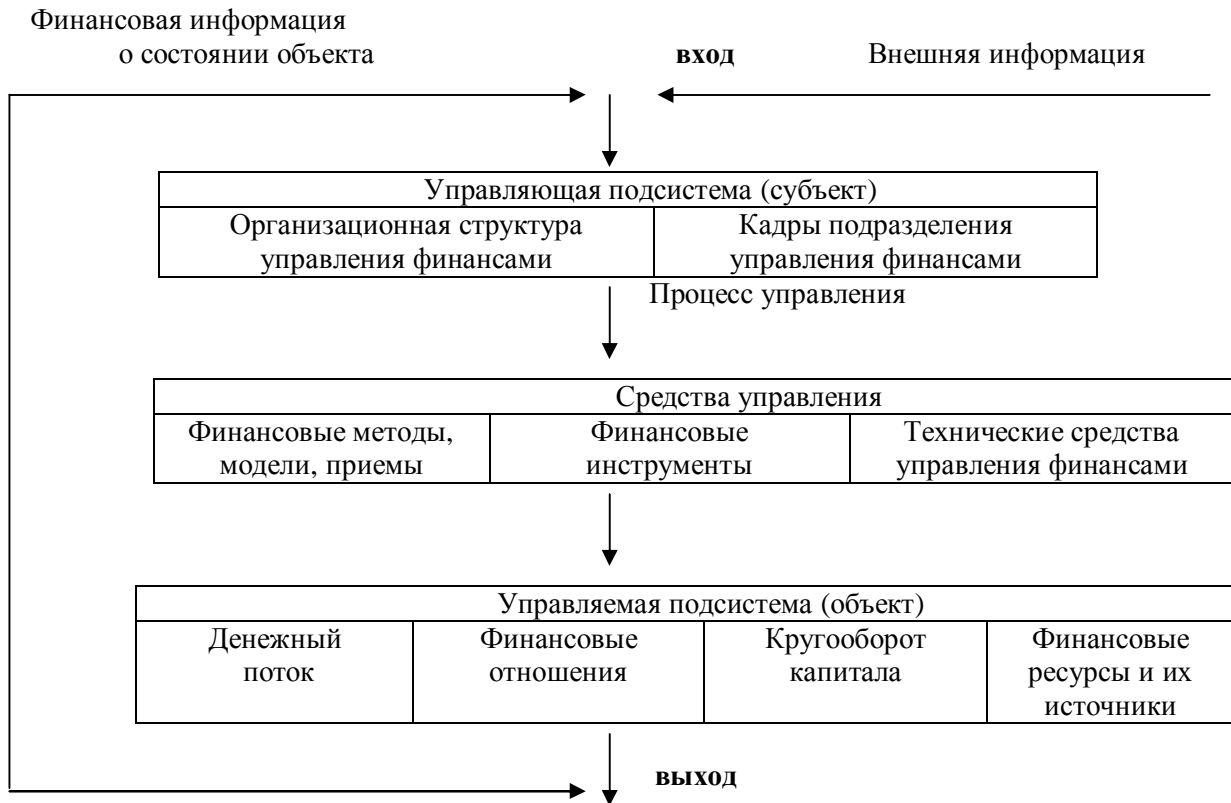 Финансовая информация
о состоянии объекта
вход
Внешняя информация
Управляющая подсистема (субъект)
Организационная структура
управления финансами
Кадры подразделения
управления финансами
Процесс управления
Средства управления
Финансовые методы,
модели, приемы
Финансовые
инструменты
Технические средства
управления финансами
Управляемая подсистема (объект)
Денежный
поток
Финансовые
отношения
Кругооборот
капитала
Финансовые
ресурсы и их
источники
выход